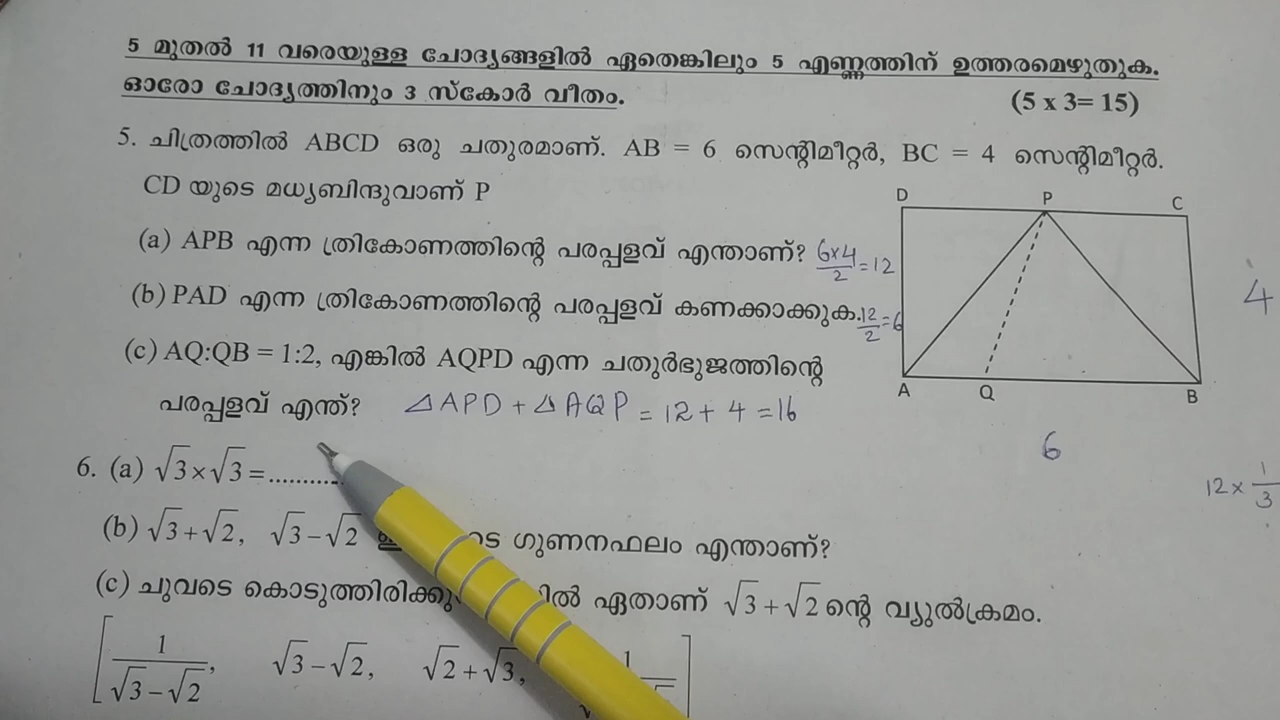 5 മുതൽ 11 വരെയുള്ള ചോദ്യങ്ങളിൽ ഏതെങ്കിലും 5 എണ്ണത്തിന് ഉത്തരമെഴുതുക.
ഓരോ ചോദ്യത്തിനും 3 സ്കോർ വീതം. (5 x 3= 15)
5. ചിത്രത്തിൽ ABCD ഒരു ചതുരമാണ്. AB = 6 സെന്റിമീറ്റർ, BC = 4 സെന്റിമീറ്റർ.
CD യുടെ മധ്യബിന്ദുവാണ് P
D P C
(a) APB എന്ന ത്രികോണത്തിന്റെ പരപ്പളവ് എന്താണ്? 6×4/2 =12
4
(b) PAD എന്ന ത്രികോണത്തിന്റെ പരപ്പളവ് കണക്കാക്കുക. 12/2 =6
(c) AQ:QB = 1:2, എങ്കിൽ AQPD എന്ന ചതുർഭുജത്തിന്റെ
A Q B
പരപ്പളവ് എന്ത്? △APD + △AQP = 12 + 4 = 16
6
6. (a) √3×√3 = ...........
12 × 1/3
(b) √3+√2, √3−√2 ഗുണനഫലം എന്താണ്?
(c) ചുവടെ ഏതാണ് √3+√2 ന്റെ വ്യുൽക്രമം.
[ 1/(√3−√2), √3−√2, √2+√3, ]